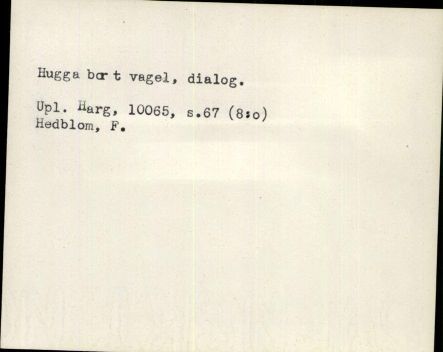 Hugga bort vagel, dialog.
Upl. Harg, 10065, s.67 (8:o)
Hedblom, F.